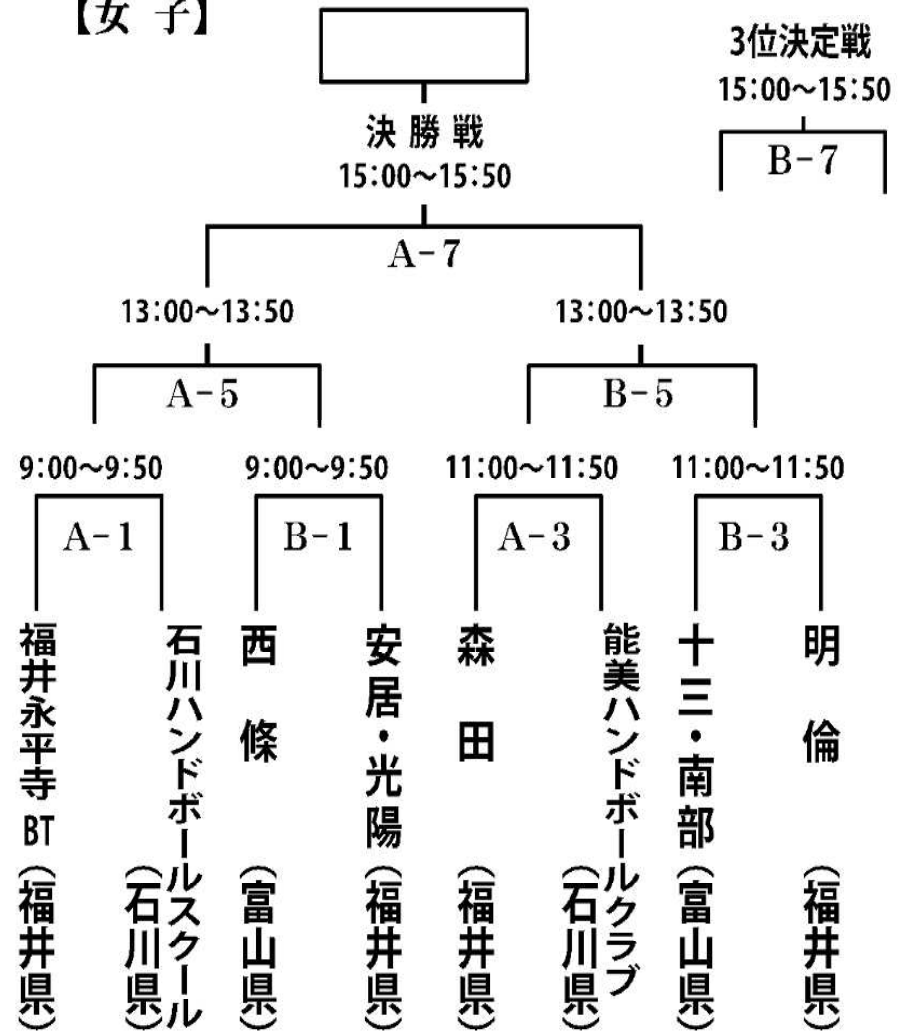 【女 子】
3位決定戦
15:00〜15:50
B-7
決勝戦
15:00〜15:50
A-7
13:00〜13:50
13:00〜13:50
A-5
B-5
9:00〜9:50
9:00〜9:50
11:00〜11:50
11:00〜11:50
A-1
B-1
A-3
B-3
福井永平寺BT(福井県)
石川ハンドボールスクール
(石川県)
西條(富山県)
安居・光陽(福井県)
森田(福井県)
能美ハンドボールクラブ
(石川県)
十三・南部(富山県)
明倫(福井県)